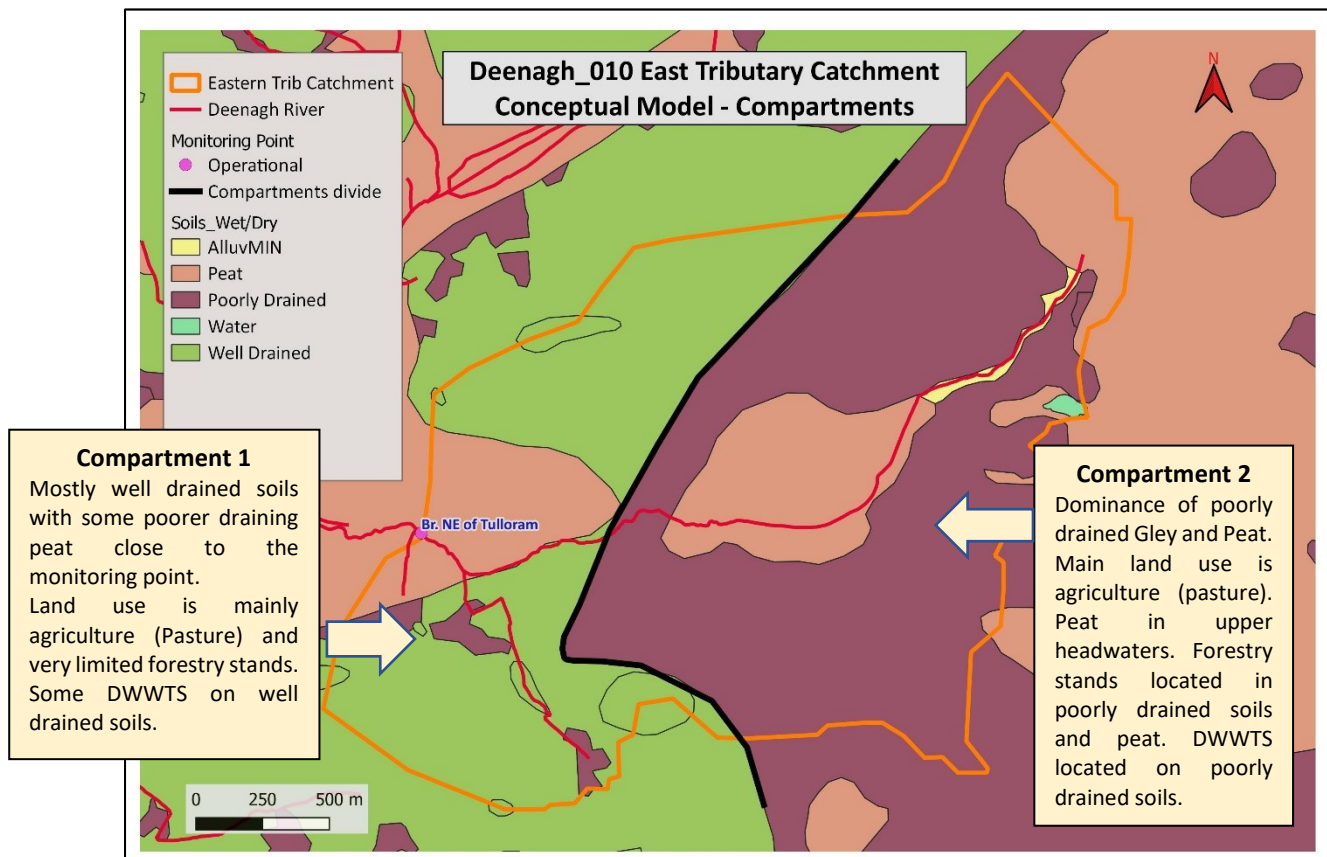 Deenagh_010 East Tributary Catchment
Conceptual Model - Compartments
N
Eastern Trib Catchment
Deenagh River
Monitoring Point
Operational
Compartments divide
Soils_Wet/Dry
AlluvMIN
Peat
Poorly Drained
Water
Well Drained
Compartment 1
Mostly well drained soils
with some poorer draining
peat close to the
monitoring point.
Land use is mainly
agriculture (Pasture) and
very limited forestry stands.
Some DWWTS on well
drained soils.
Br. NE of Tulloram
Compartment 2
Dominance of poorly
drained Gley and Peat.
Main land use is
agriculture (pasture).
Peat in upper
headwaters. Forestry
stands located in
poorly drained soils
and peat. DWWTS
located on poorly
drained soils.
0 250 500 m